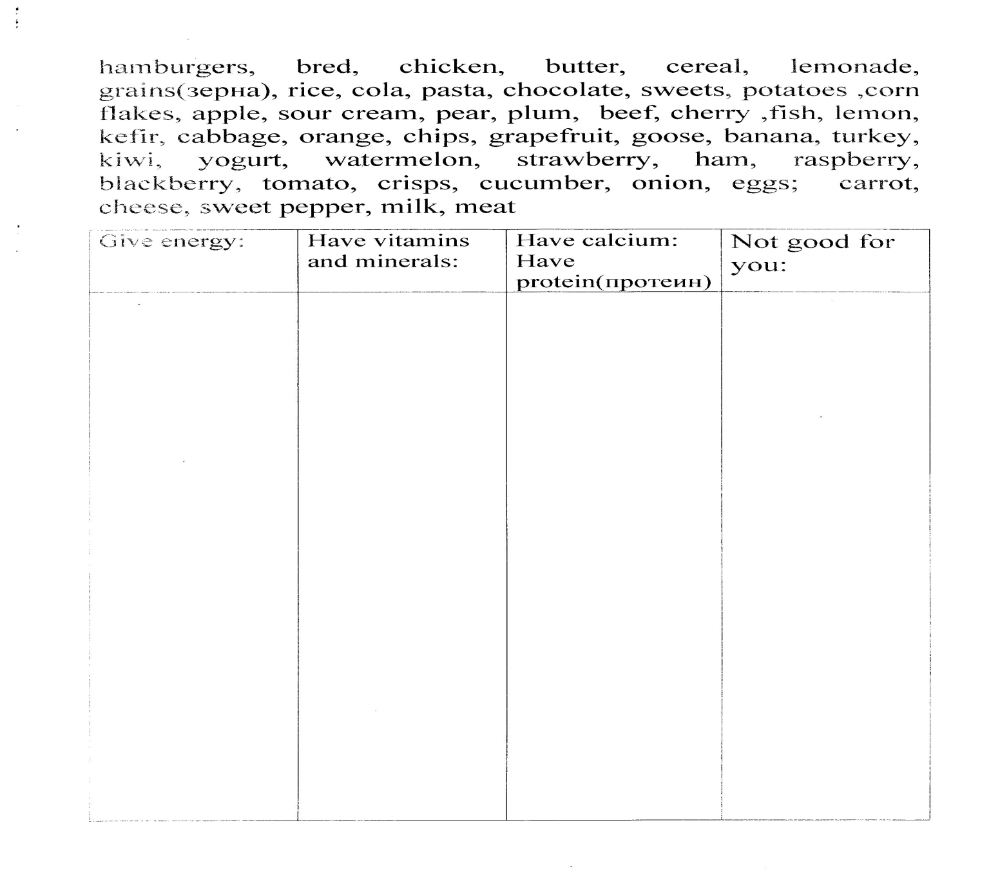 hamburgers, bred, chicken, butter, cereal, lemonade,
grains(зерна), rice, cola, pasta, chocolate, sweets, potatoes ,corn
flakes, apple, sour cream, pear, plum, beef, cherry ,fish, lemon,
kefir, cabbage, orange, chips, grapefruit, goose, banana, turkey,
kiwi, yogurt, watermelon, strawberry, ham, raspberry,
blackberry, tomato, crisps, cucumber, onion, eggs; carrot,
cheese, sweet pepper, milk, meat
Give energy:
Have vitamins
and minerals:
Have calcium:
Have
protein(протеин)
Not good for
you: